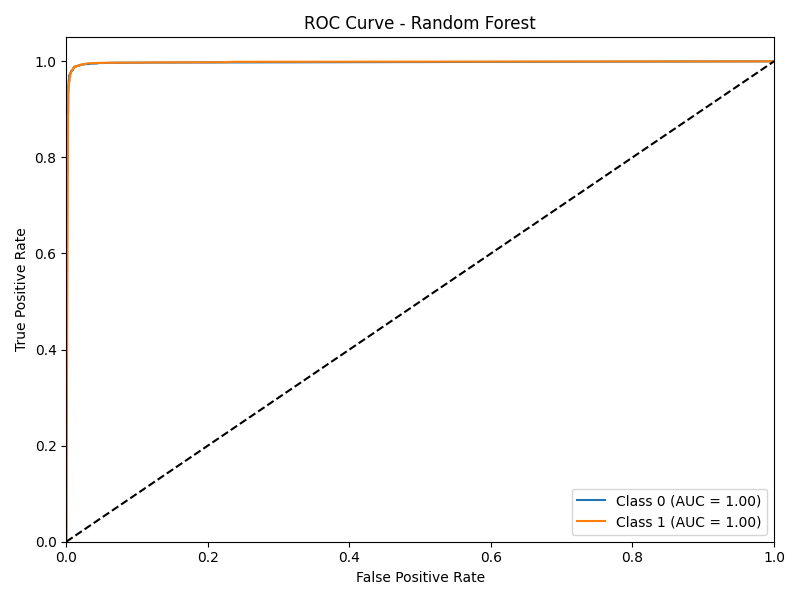 ROC Curve - Random Forest
True Positive Rate
1.0
0.8
0.6
0.4
0.2
0.0
0.0 0.2 0.4 0.6 0.8 1.0
False Positive Rate
Class 0 (AUC = 1.00)
Class 1 (AUC = 1.00)